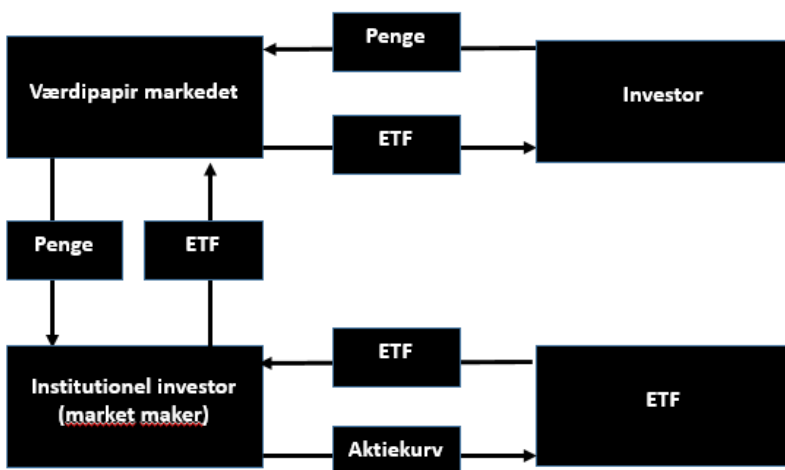 Penge
Værdipapir markedet
Investor
ETF
Penge
ETF
ETF
Institutionel investor
(market maker)
ETF
Aktiekurv